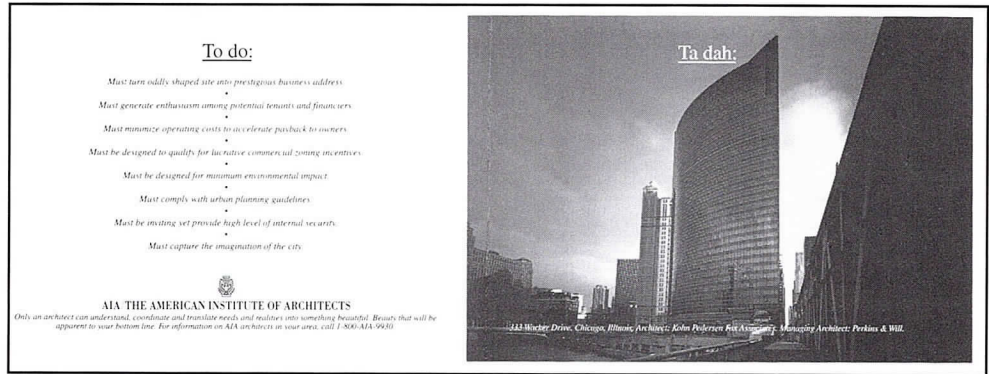 To do:
Must turn oddly shaped site into prestigious business address
•
Must generate enthusiasm among potential tenants and financiers
•
Must minimize operating costs to accelerate payback to owners
•
Must be designed to qualify for lucrative commercial zoning incentives
•
Must be designed for minimum environmental impact
•
Must comply with urban planning guidelines
•
Must be inviting yet provide high level of internal security
•
Must capture the imagination of the city
AIA THE AMERICAN INSTITUTE OF ARCHITECTS
Only an architect can understand, coordinate and translate needs and realities into something beautiful. Beauty that will be
apparent to your bottom line. For information on AIA architects in your area, call 1-800-AIA-9930
Ta dah:
333 Wacker Drive, Chicago, Illinois, Architect: Kohn Pedersen Fox Associates. Managing Architect: Perkins & Will.